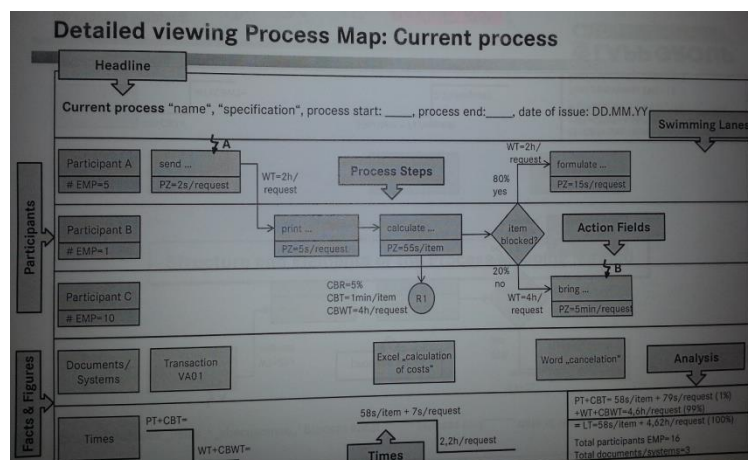 Detailed viewing Process Map: Current process
Headline
Current process "name", "specification", process start: ____, process end:____, date of issue: DD.MM.YY
Swimming Lanes
Participants
Participant A
# EMP=5
send ...
PZ=2s/request
A
WT=2h/
request
Process Steps
WT=2h/
request
80%
yes
formulate ...
PZ=15s/request
Participant B
# EMP=1
print ...
PZ=5s/request
calculate ...
PZ=55s/item
item
blocked?
Action Fields
Participant C
# EMP=10
CBR=5%
CBT=1min/item
CBWT=4h/request
R1
20%
no
WT=4h/
request
B
bring ...
PZ=5min/request
Facts & Figures
Documents/
Systems
Transaction
VA01
Excel „calculation
of costs"
Word „cancelation"
Analysis
Times
PT+CBT=
WT+CBWT=
58s/item + 7s/request
2,2h/request
Times
PT+CBT= 58s/item + 79s/request (1%)
+WT+CBWT=4,6h/request (99%)
= LT=58s/item + 4,62h/request (100%)
Total participants EMP=16
Total documents/systems=3